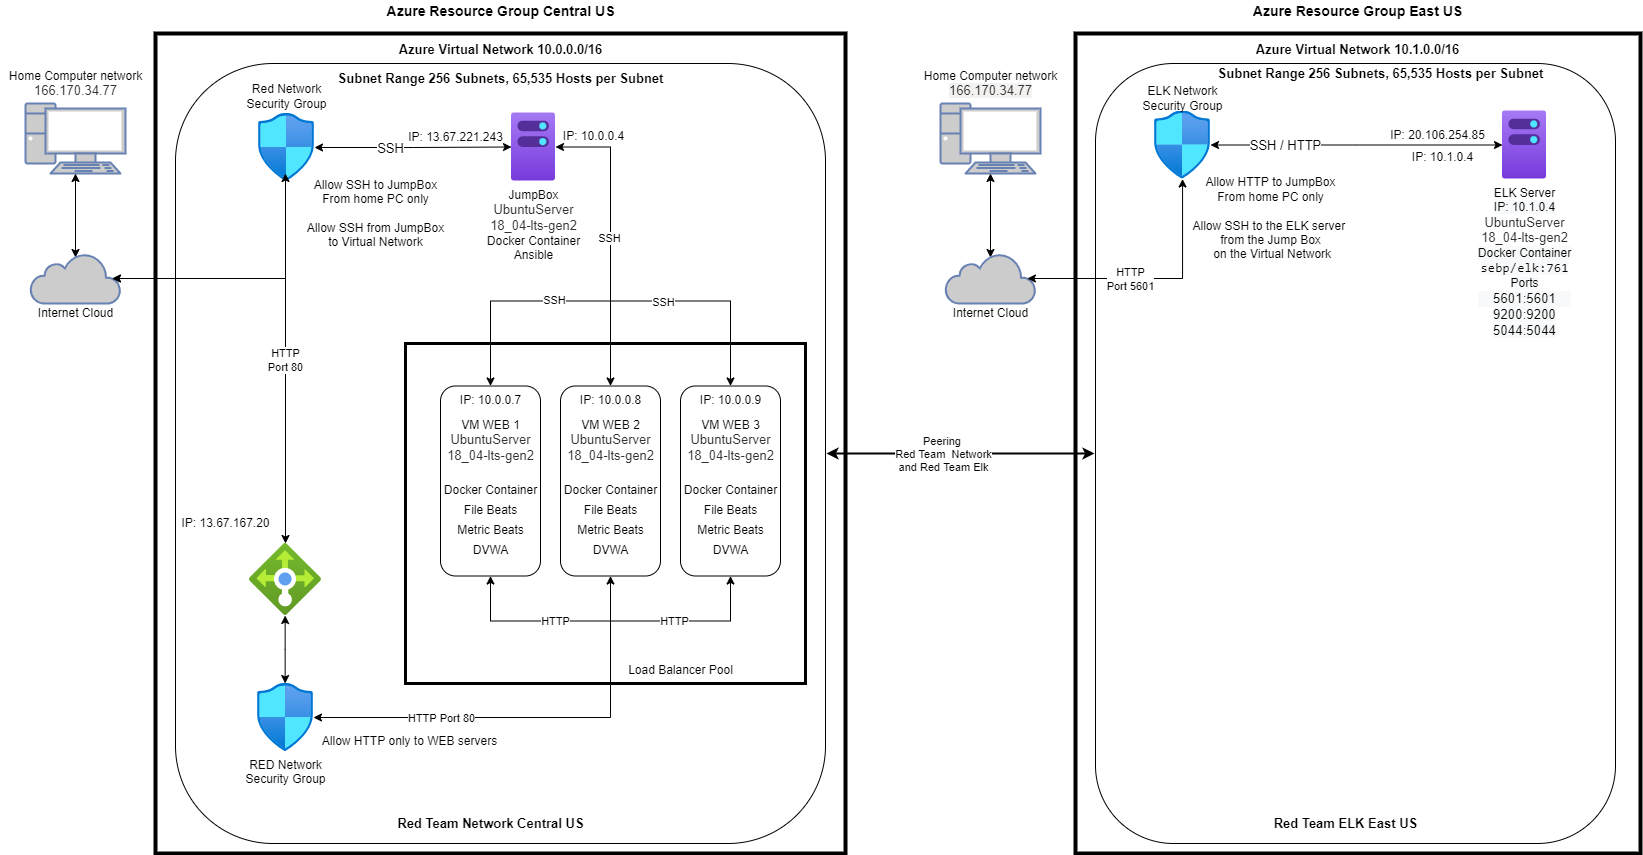 Azure Resource Group Central US
Azure Virtual Network 10.0.0.0/16
Subnet Range 256 Subnets, 65,535 Hosts per Subnet
Home Computer network
166.170.34.77
Internet Cloud
Red Network
Security Group
SSH
IP: 13.67.221.243
IP: 10.0.0.4
Allow SSH to JumpBox
From home PC only
Allow SSH from JumpBox
to Virtual Network
JumpBox
UbuntuServer
18_04-lts-gen2
Docker Container
Ansible
SSH
SSH
SSH
HTTP
Port 80
IP: 10.0.0.7
VM WEB 1
UbuntuServer
18_04-lts-gen2
Docker Container
File Beats
Metric Beats
DVWA
IP: 10.0.0.8
VM WEB 2
UbuntuServer
18_04-lts-gen2
Docker Container
File Beats
Metric Beats
DVWA
IP: 10.0.0.9
VM WEB 3
UbuntuServer
18_04-lts-gen2
Docker Container
File Beats
Metric Beats
DVWA
IP: 13.67.167.20
HTTP
HTTP
Load Balancer Pool
HTTP Port 80
Allow HTTP only to WEB servers
RED Network
Security Group
Red Team Network Central US
Peering
Red Team Network
and Red Team Elk
Azure Resource Group East US
Azure Virtual Network 10.1.0.0/16
Subnet Range 256 Subnets, 65,535 Hosts per Subnet
Home Computer network
166.170.34.77
Internet Cloud
HTTP
Port 5601
ELK Network
Security Group
SSH / HTTP
IP: 20.106.254.85
IP: 10.1.0.4
Allow HTTP to JumpBox
From home PC only
Allow SSH to the ELK server
from the Jump Box
on the Virtual Network
ELK Server
IP: 10.1.0.4
UbuntuServer
18_04-lts-gen2
Docker Container
sebp/elk:761
Ports
5601:5601
9200:9200
5044:5044
Red Team ELK East US